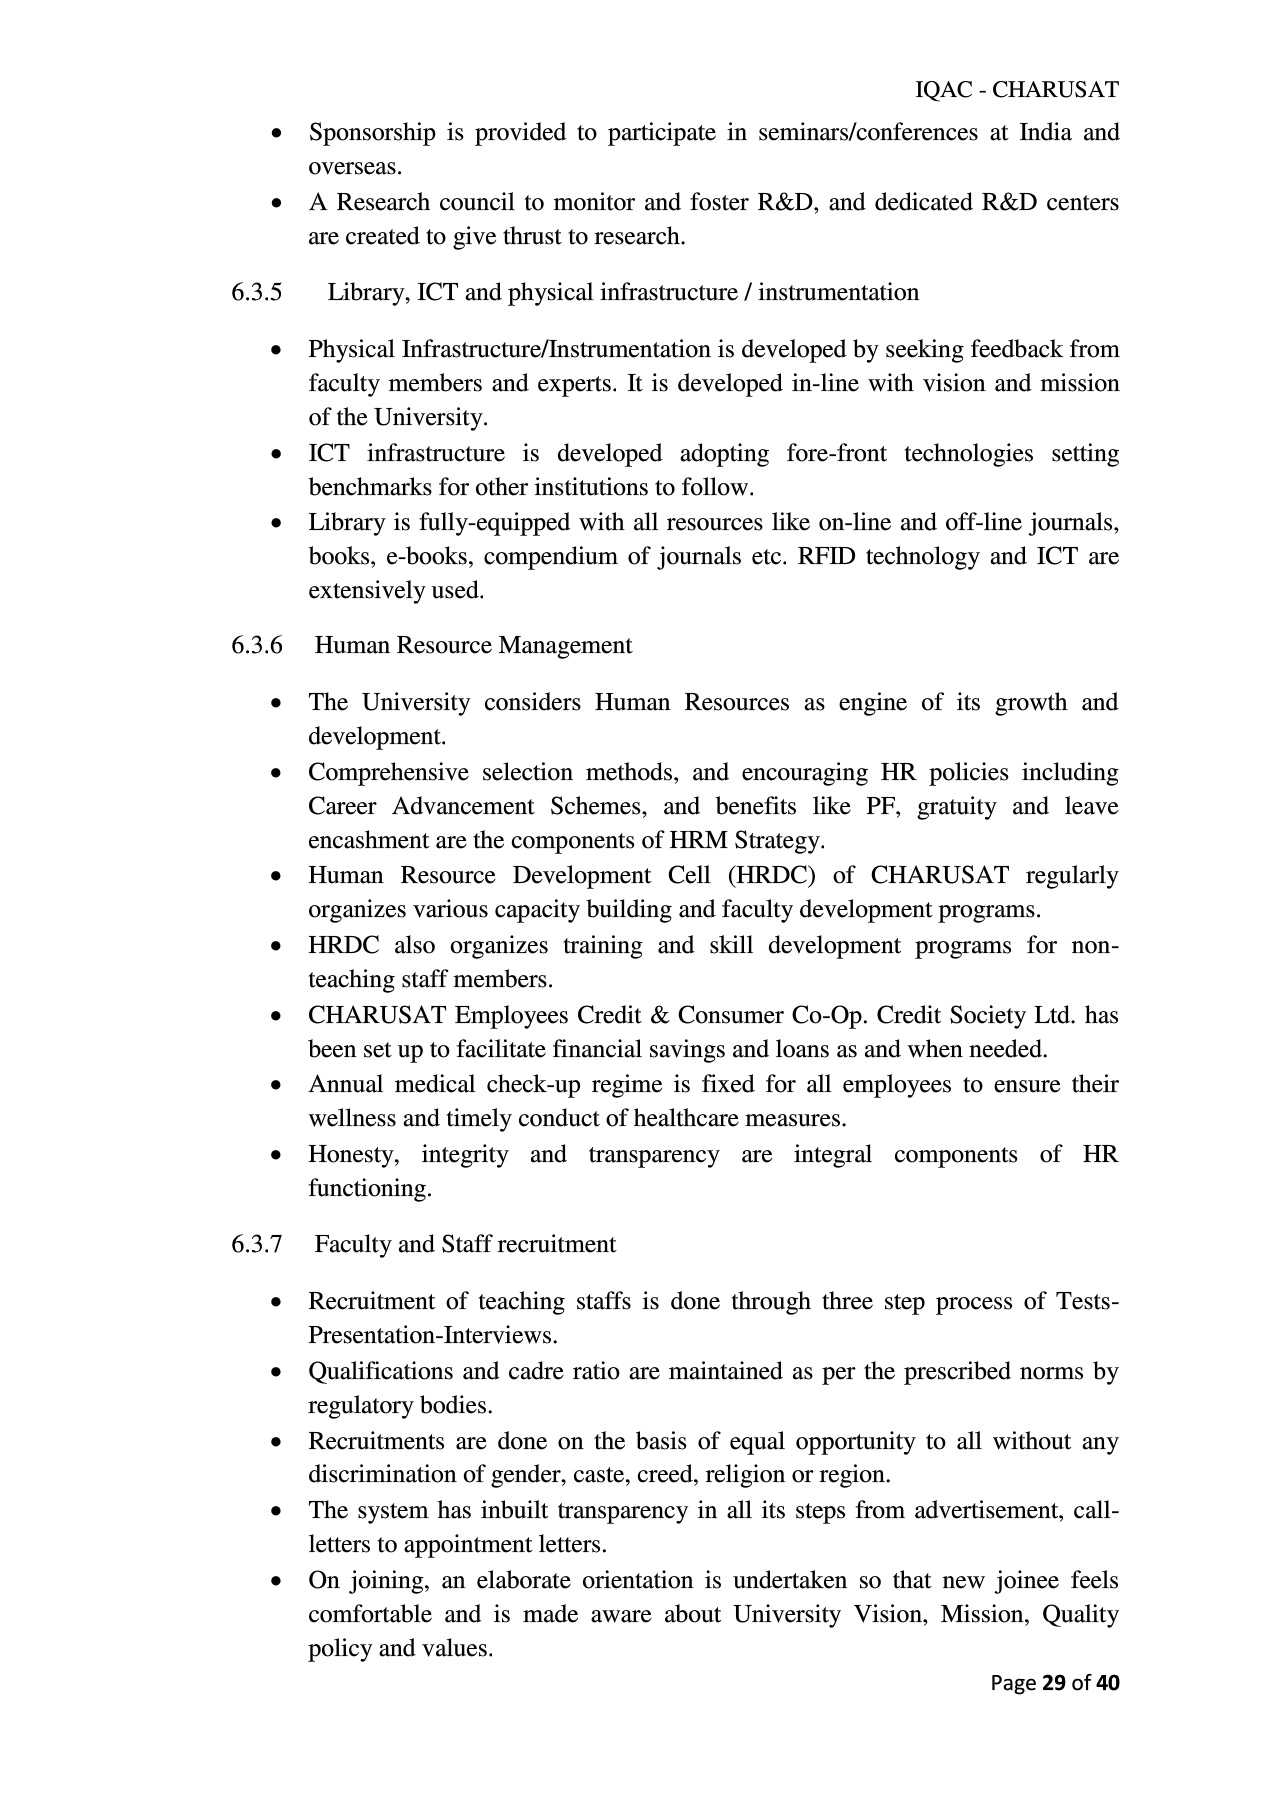 IQAC - CHARUSAT
• Sponsorship is provided to participate in seminars/conferences at India and
overseas.
• A Research council to monitor and foster R&D, and dedicated R&D centers
are created to give thrust to research.
6.3.5 Library, ICT and physical infrastructure / instrumentation
• Physical Infrastructure/Instrumentation is developed by seeking feedback from
faculty members and experts. It is developed in-line with vision and mission
of the University.
• ICT infrastructure is developed adopting fore-front technologies setting
benchmarks for other institutions to follow.
• Library is fully-equipped with all resources like on-line and off-line journals,
books, e-books, compendium of journals etc. RFID technology and ICT are
extensively used.
6.3.6 Human Resource Management
• The University considers Human Resources as engine of its growth and
development.
• Comprehensive selection methods, and encouraging HR policies including
Career Advancement Schemes, and benefits like PF, gratuity and leave
encashment are the components of HRM Strategy.
• Human Resource Development Cell (HRDC) of CHARUSAT regularly
organizes various capacity building and faculty development programs.
• HRDC also organizes training and skill development programs for non-
teaching staff members.
• CHARUSAT Employees Credit & Consumer Co-Op. Credit Society Ltd. has
been set up to facilitate financial savings and loans as and when needed.
• Annual medical check-up regime is fixed for all employees to ensure their
wellness and timely conduct of healthcare measures.
• Honesty, integrity and transparency are integral components of HR
functioning.
6.3.7 Faculty and Staff recruitment
• Recruitment of teaching staffs is done through three step process of Tests-
Presentation-Interviews.
• Qualifications and cadre ratio are maintained as per the prescribed norms by
regulatory bodies.
• Recruitments are done on the basis of equal opportunity to all without any
discrimination of gender, caste, creed, religion or region.
• The system has inbuilt transparency in all its steps from advertisement, call-
letters to appointment letters.
• On joining, an elaborate orientation is undertaken so that new joinee feels
comfortable and is made aware about University Vision, Mission, Quality
policy and values.
Page 29 of 40